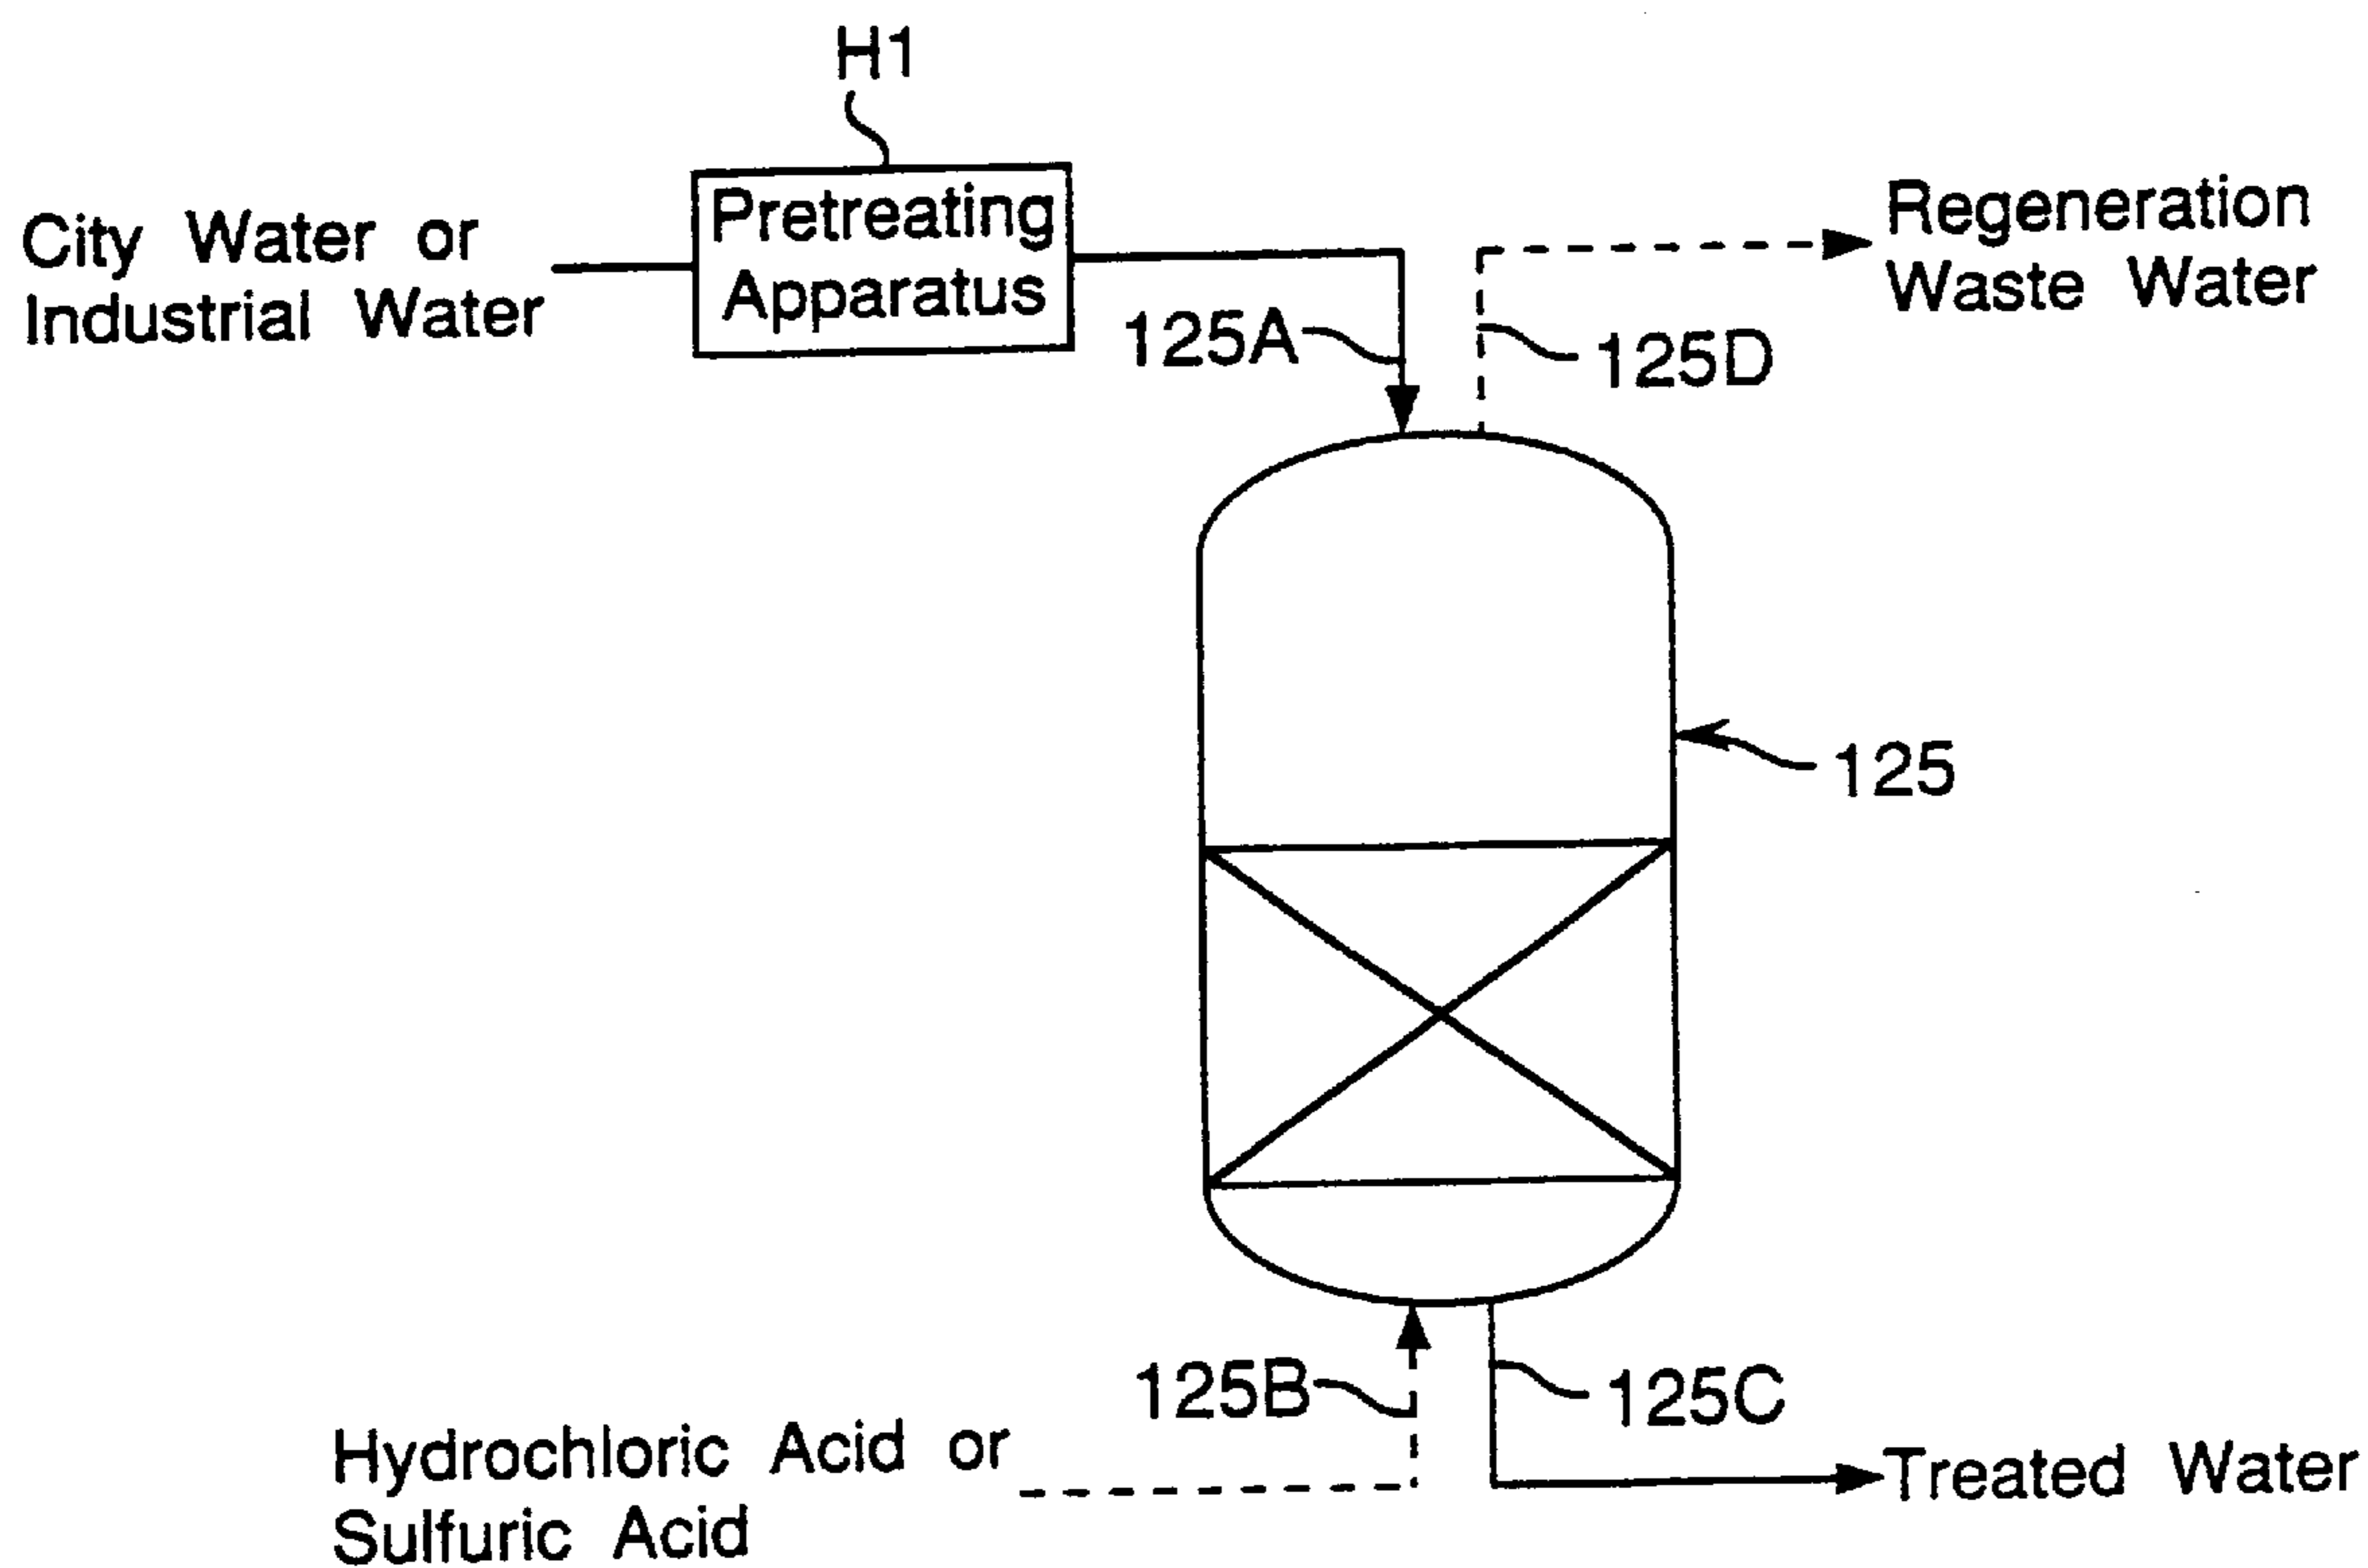 H1
City Water or
Industrial Water
Pretreating
Apparatus
Regeneration
Waste Water
125A
125D
125
125B
125C
Hydrochloric Acid or
Sulfuric Acid
Treated Water